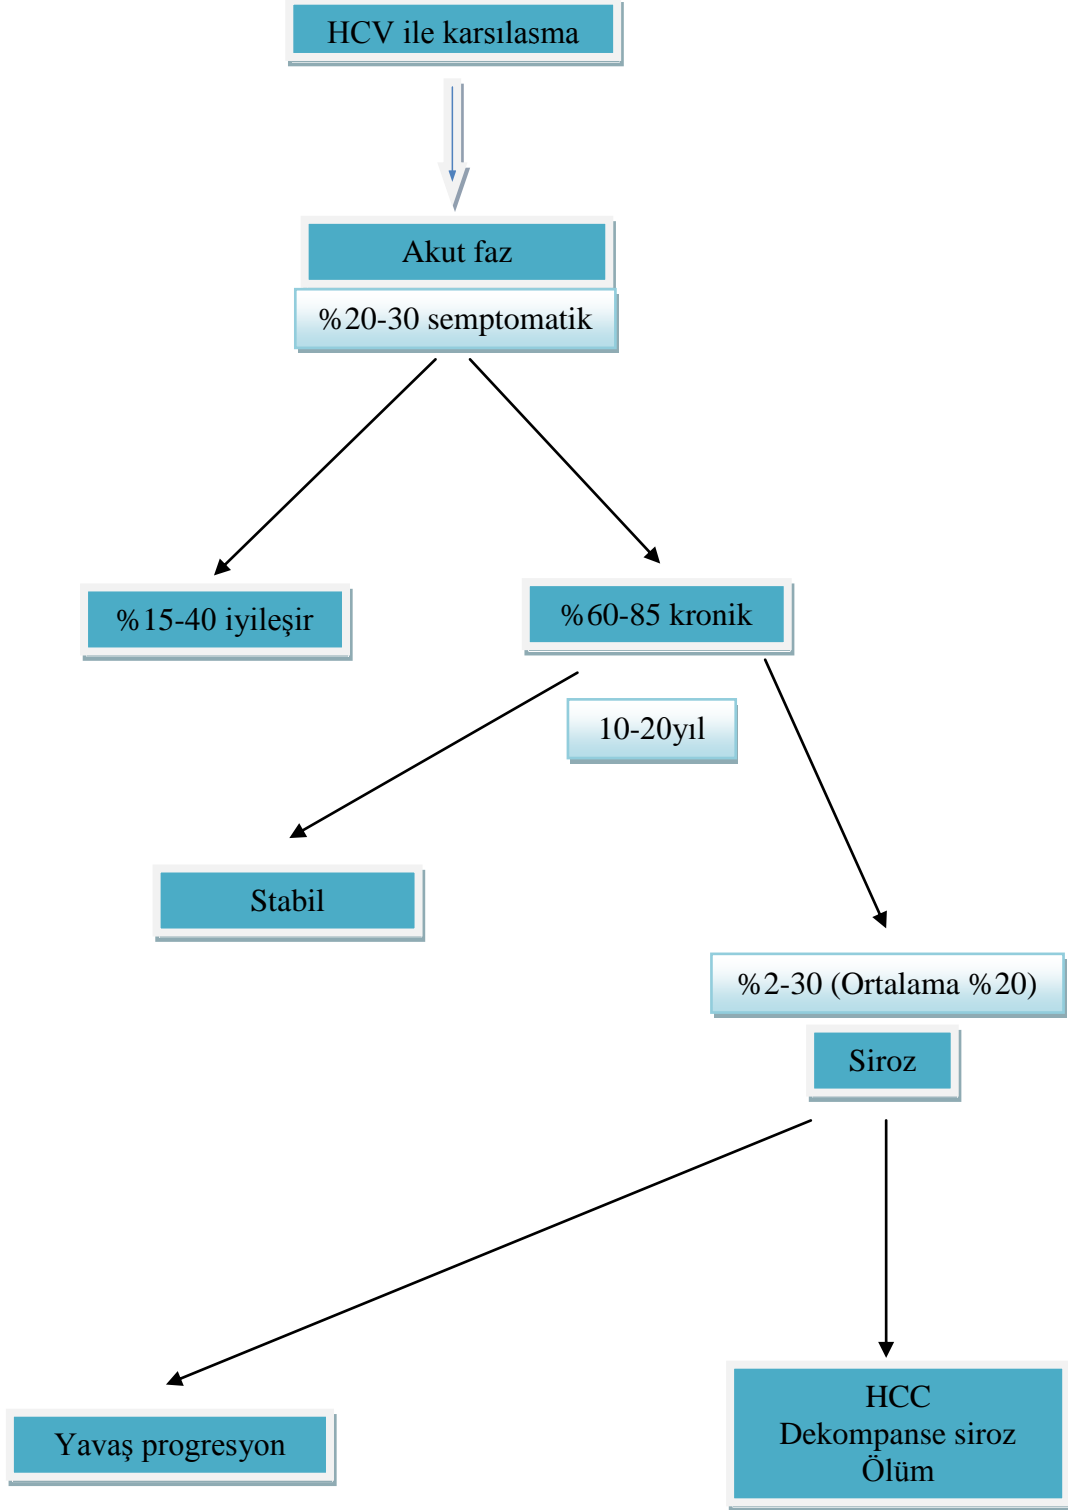 HCV ile karsılasma
Akut faz
%20-30 semptomatik
%15-40 iyileşir
%60-85 kronik
10-20yıl
Stabil
%2-30 (Ortalama %20)
Siroz
Yavaş progresyon
HCC
Dekompanse siroz
Ölüm